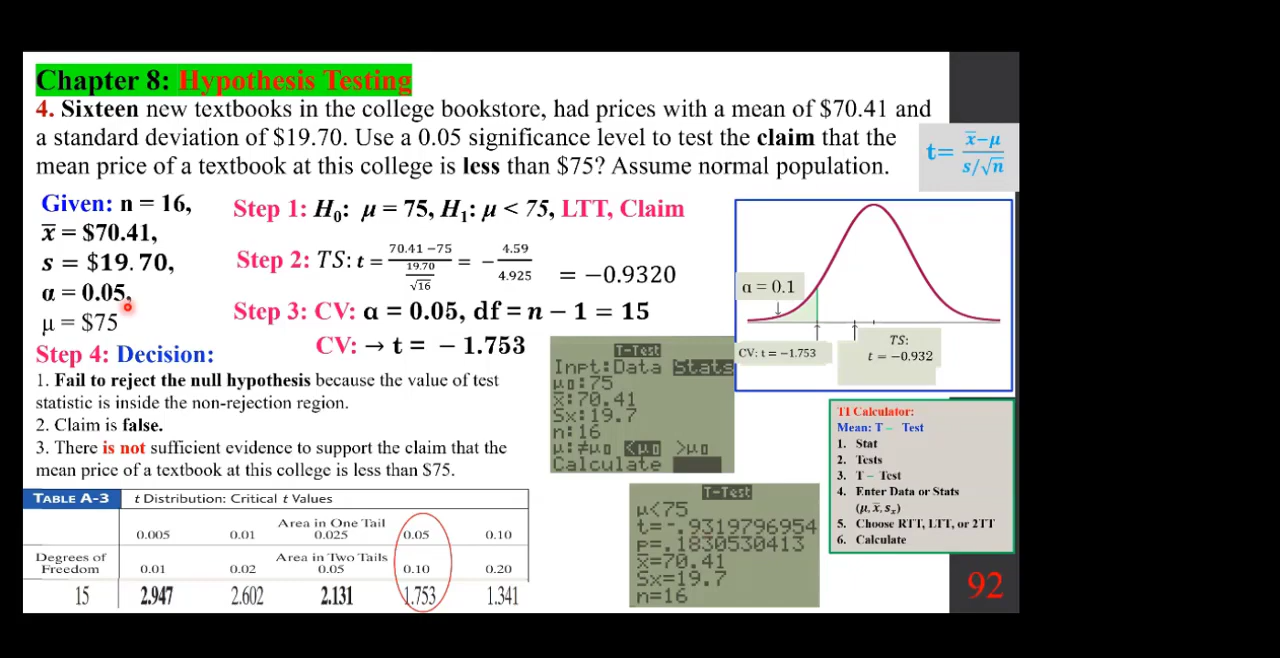 Chapter 8: Hypothesis Testing
4. Sixteen new textbooks in the college bookstore, had prices with a mean of $70.41 and
a standard deviation of $19.70. Use a 0.05 significance level to test the claim that the
mean price of a textbook at this college is less than $75? Assume normal population.
t= x̄−μ / s/√n
Given: n = 16,
x̄ = $70.41,
s = $19.70,
α = 0.05,
μ = $75
Step 1: H₀: μ = 75, H₁: μ < 75, LTT, Claim
Step 2: TS: t = 70.41 −75 / 19.70/√16 = − 4.59/4.925 = −0.9320
Step 3: CV: α = 0.05, df = n − 1 = 15
CV: → t = − 1.753
Step 4: Decision:
1. Fail to reject the null hypothesis because the value of test
statistic is inside the non-rejection region.
2. Claim is false.
3. There is not sufficient evidence to support the claim that the
mean price of a textbook at this college is less than $75.
α = 0.1
CV: t = −1.753
TS:
t = −0.932
T-Test
Inpt:Data Stats
μ0:75
x̄:70.41
Sx:19.7
n:16
μ:≠μ0 <μ0 >μ0
Calculate
T-Test
μ<75
t=-.9319796954
p=.1830530413
x̄=70.41
Sx=19.7
n=16
TI Calculator:
Mean: T − Test
1. Stat
2. Tests
3. T − Test
4. Enter Data or Stats
(μ, x̄, sₓ)
5. Choose RTT, LTT, or 2TT
6. Calculate
TABLE A-3 t Distribution: Critical t Values
Area in One Tail
0.005 0.01 0.025 0.05 0.10
Degrees of
Freedom
Area in Two Tails
0.01 0.02 0.05 0.10 0.20
15 2.947 2.602 2.131 1.753 1.341
92